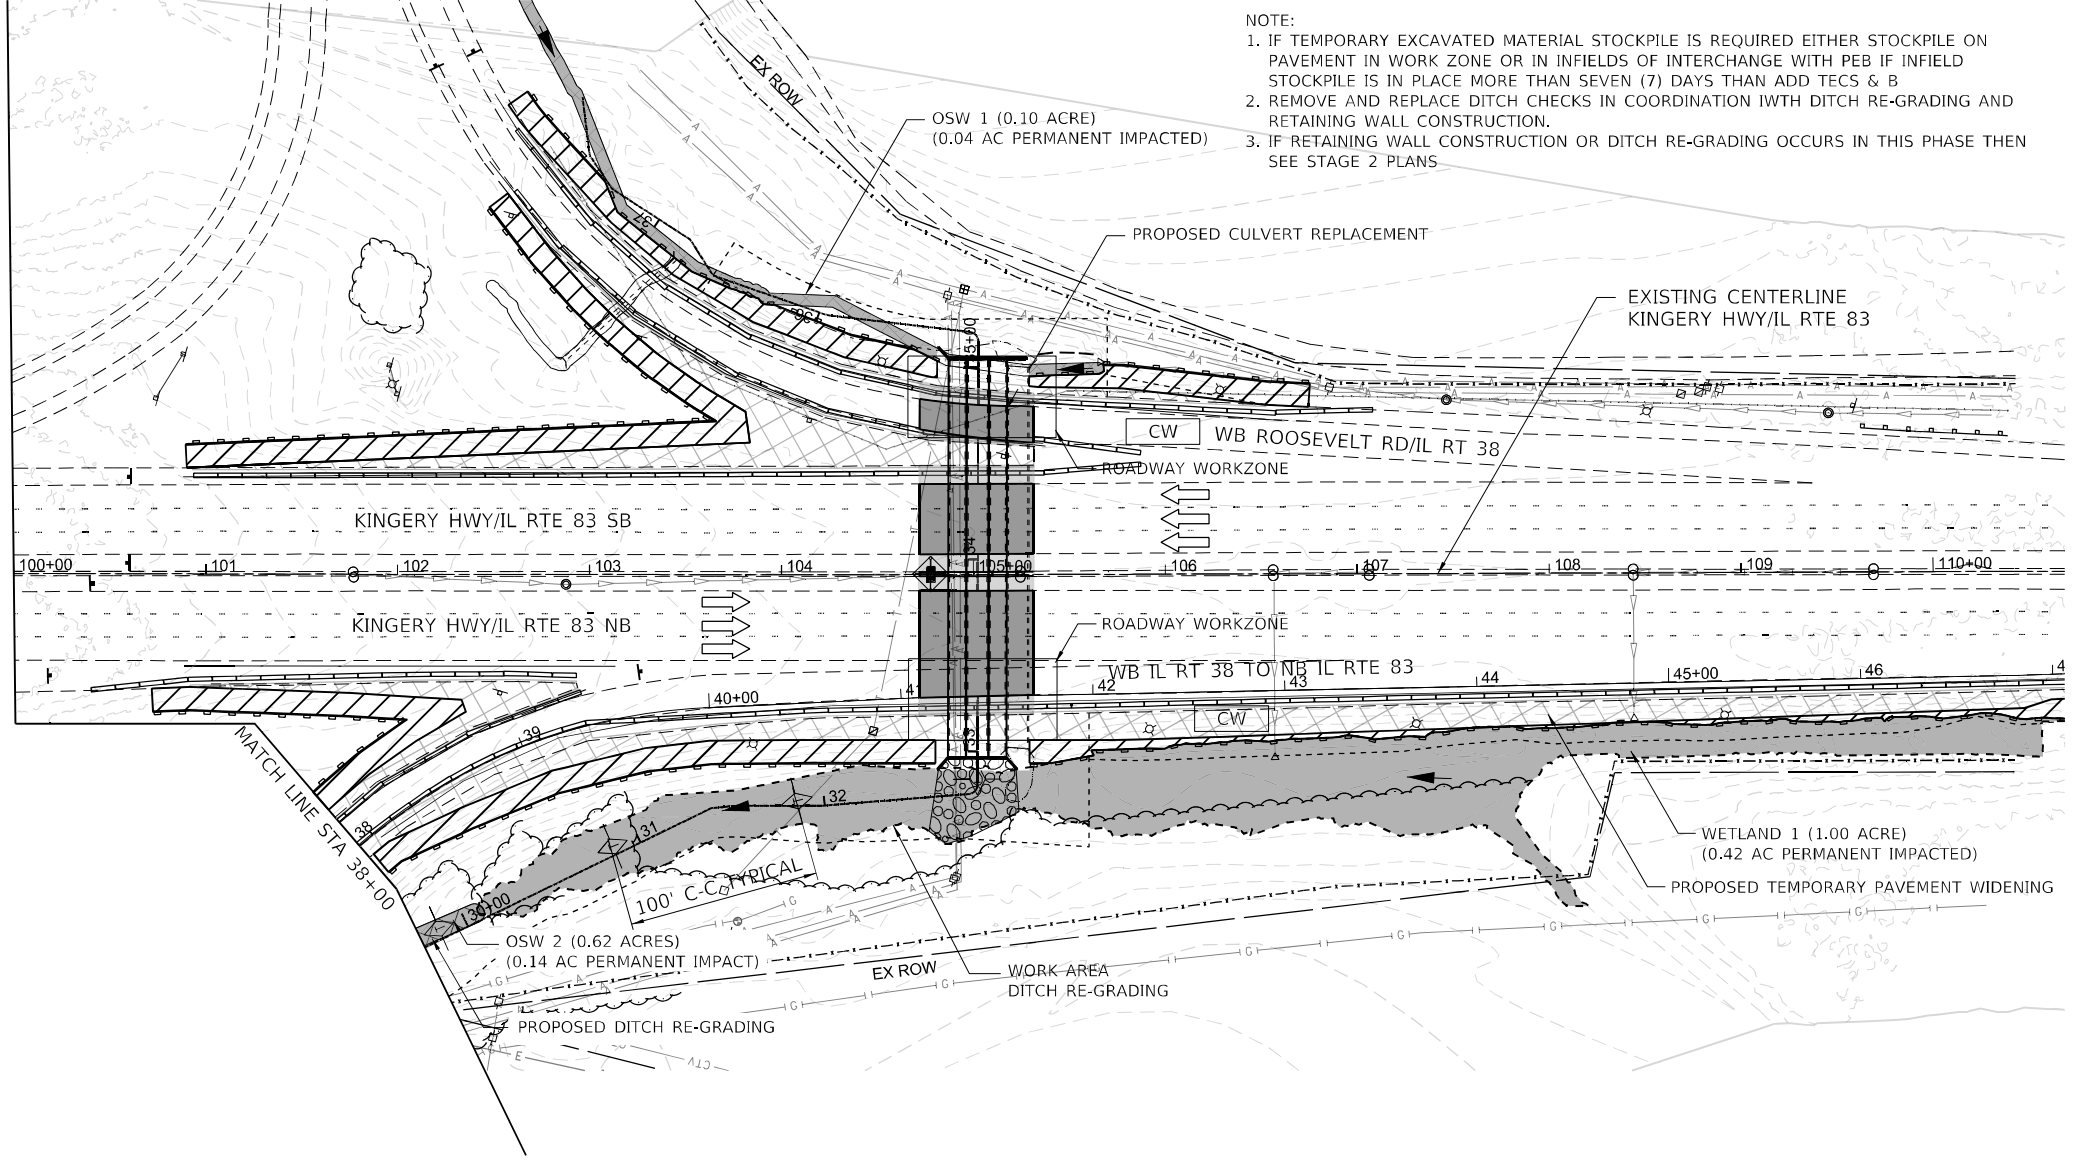 NOTE:
1. IF TEMPORARY EXCAVATED MATERIAL STOCKPILE IS REQUIRED EITHER STOCKPILE ON
PAVEMENT IN WORK ZONE OR IN INFIELDS OF INTERCHANGE WITH PEB IF INFIELD
STOCKPILE IS IN PLACE MORE THAN SEVEN (7) DAYS THAN ADD TECS & B
2. REMOVE AND REPLACE DITCH CHECKS IN COORDINATION IWTH DITCH RE-GRADING AND
RETAINING WALL CONSTRUCTION.
3. IF RETAINING WALL CONSTRUCTION OR DITCH RE-GRADING OCCURS IN THIS PHASE THEN
SEE STAGE 2 PLANS
EX ROW
OSW 1 (0.10 ACRE)
(0.04 AC PERMANENT IMPACTED)
137
136
PROPOSED CULVERT REPLACEMENT
EXISTING CENTERLINE
KINGERY HWY/IL RTE 83
CW
WB ROOSEVELT RD/IL RT 38
ROADWAY WORKZONE
KINGERY HWY/IL RTE 83 SB
100+00
101
102
103
104
105+00
106
107
108
109
110+00
KINGERY HWY/IL RTE 83 NB
ROADWAY WORKZONE
WB IL RT 38 TO NB IL RTE 83
38
39
40+00
41
42
43
44
45+00
46
CW
MATCH LINE STA 38+00
130+00
131
132
100' C-C TYPICAL
WETLAND 1 (1.00 ACRE)
(0.42 AC PERMANENT IMPACTED)
PROPOSED TEMPORARY PAVEMENT WIDENING
OSW 2 (0.62 ACRES)
(0.14 AC PERMANENT IMPACT)
EX ROW
WORK AREA
DITCH RE-GRADING
PROPOSED DITCH RE-GRADING
E
CTV